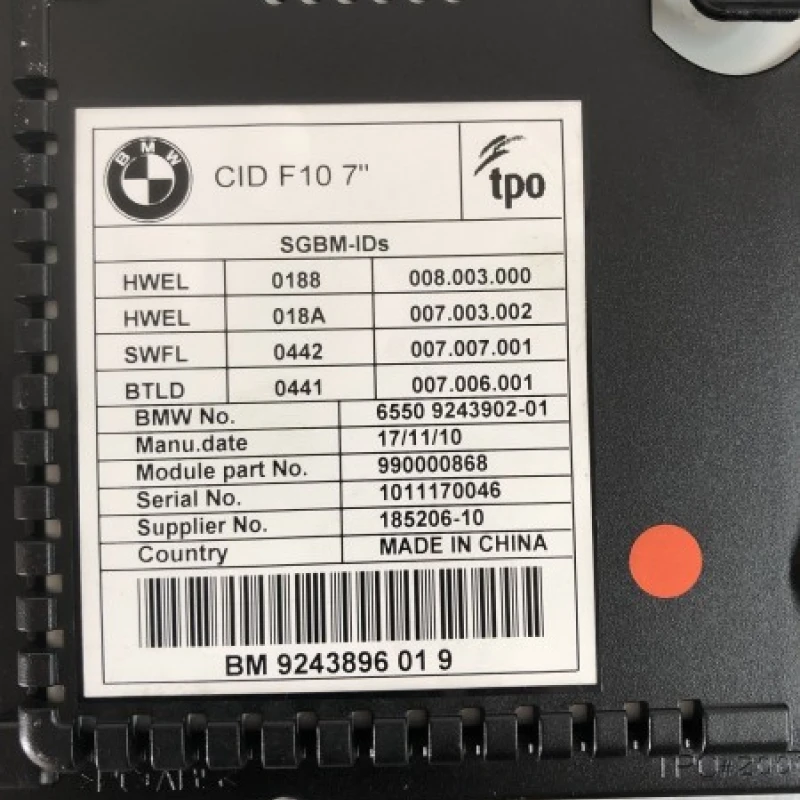 BMW
CID F10 7"
tpo
SGBM-IDs
HWEL 0188 008.003.000
HWEL 018A 007.003.002
SWFL 0442 007.007.001
BTLD 0441 007.006.001
BMW No. 6550 9243902-01
Manu.date 17/11/10
Module part No. 990000868
Serial No. 1011170046
Supplier No. 185206-10
Country MADE IN CHINA
BM 9243896 01 9